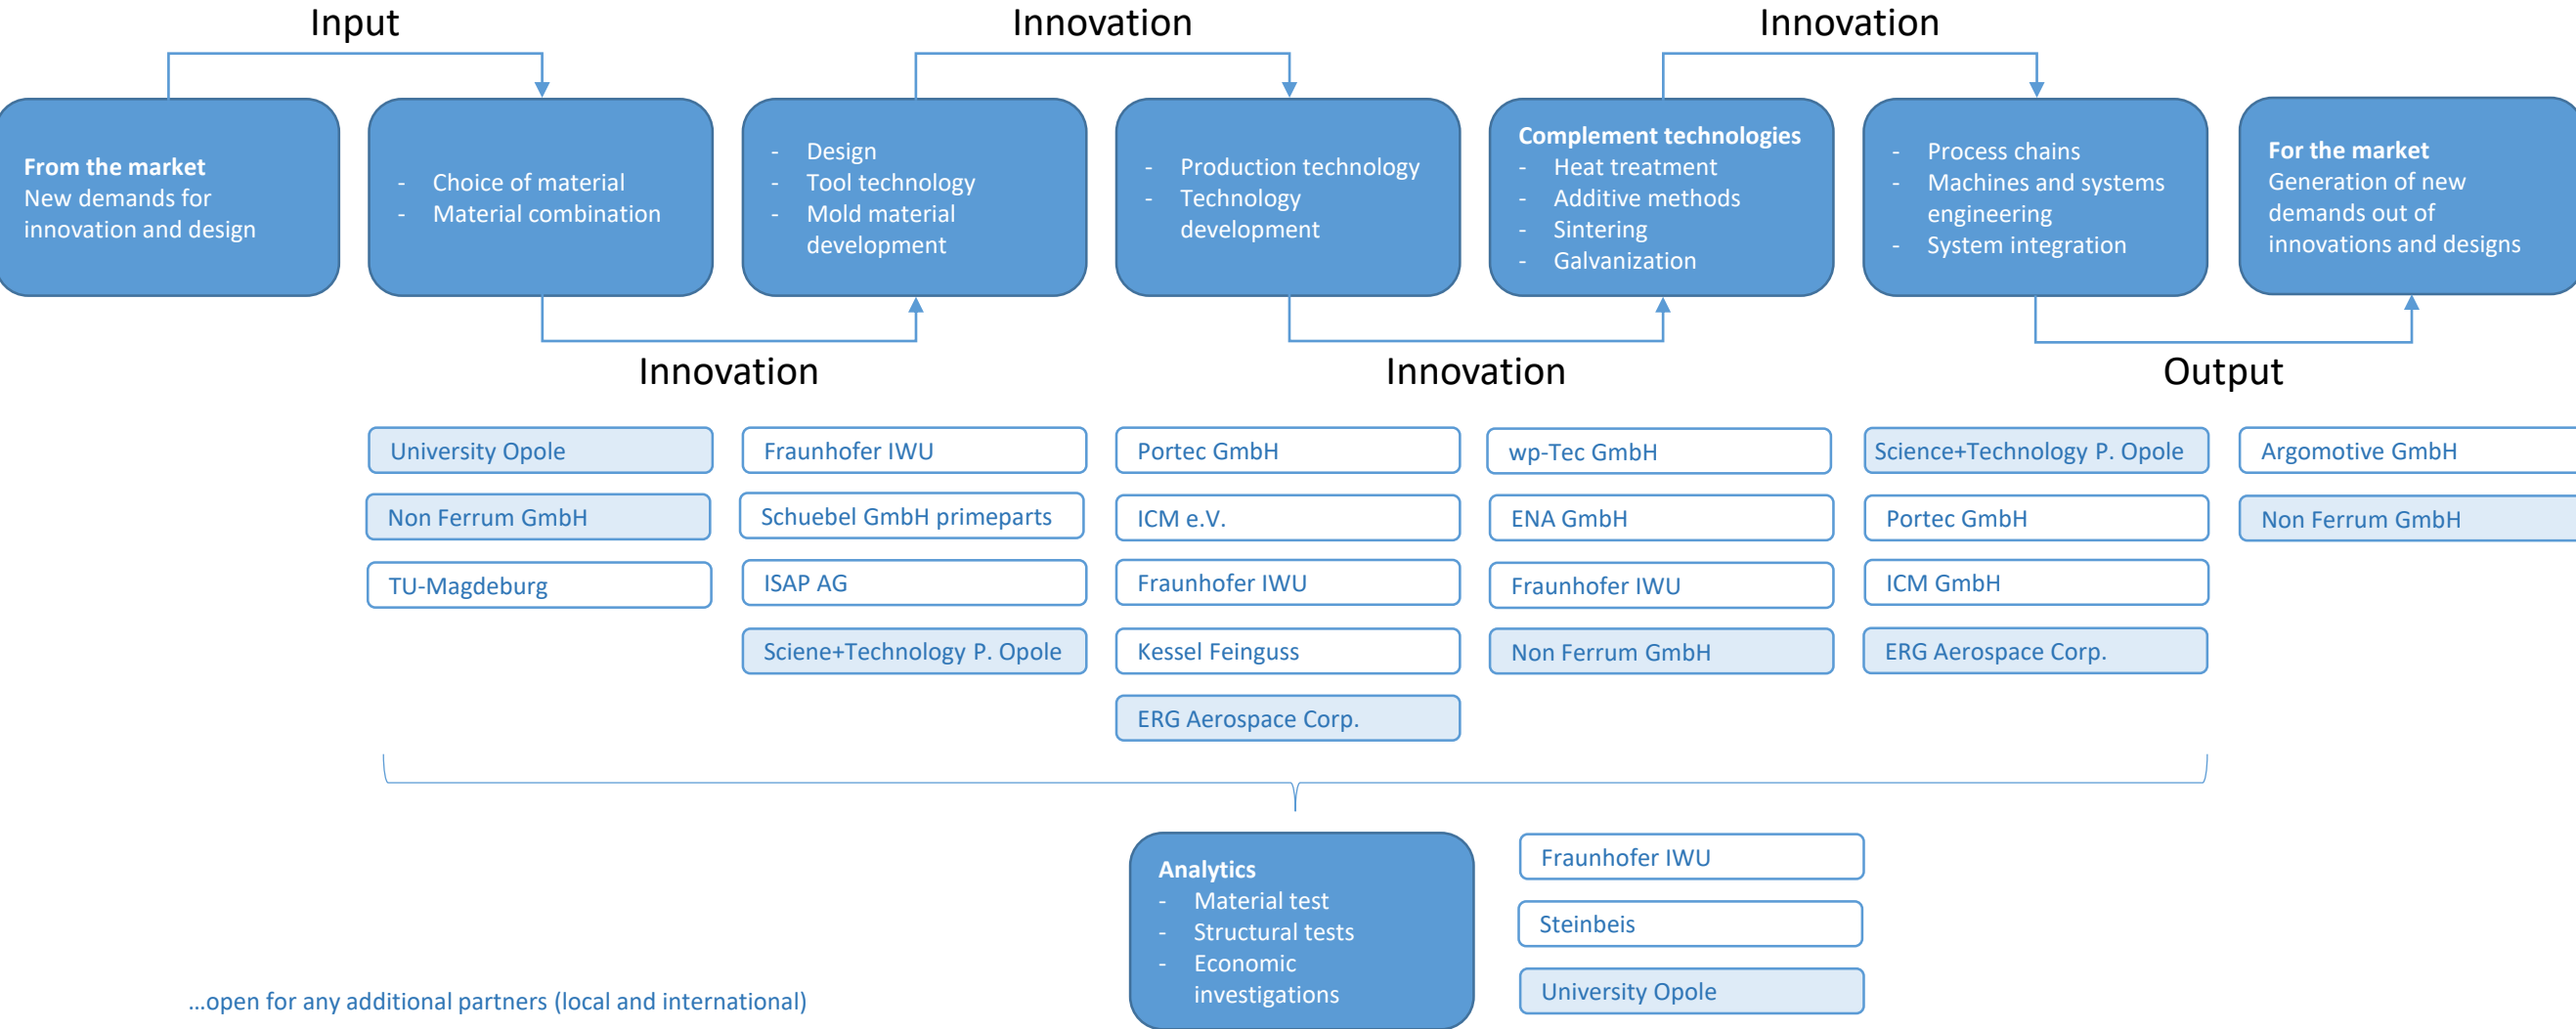 Input
Innovation
Innovation
From the market
New demands for
innovation and design
- Choice of material
- Material combination
- Design
- Tool technology
- Mold material
development
- Production technology
- Technology
development
Complement technologies
- Heat treatment
- Additive methods
- Sintering
- Galvanization
- Process chains
- Machines and systems
engineering
- System integration
For the market
Generation of new
demands out of
innovations and designs
Innovation
Innovation
Output
University Opole
Non Ferrum GmbH
TU-Magdeburg
Fraunhofer IWU
Schuebel GmbH primeparts
ISAP AG
Sciene+Technology P. Opole
Portec GmbH
ICM e.V.
Fraunhofer IWU
Kessel Feinguss
ERG Aerospace Corp.
wp-Tec GmbH
ENA GmbH
Fraunhofer IWU
Non Ferrum GmbH
Science+Technology P. Opole
Portec GmbH
ICM GmbH
ERG Aerospace Corp.
Argomotive GmbH
Non Ferrum GmbH
Analytics
- Material test
- Structural tests
- Economic
investigations
Fraunhofer IWU
Steinbeis
University Opole
...open for any additional partners (local and international)